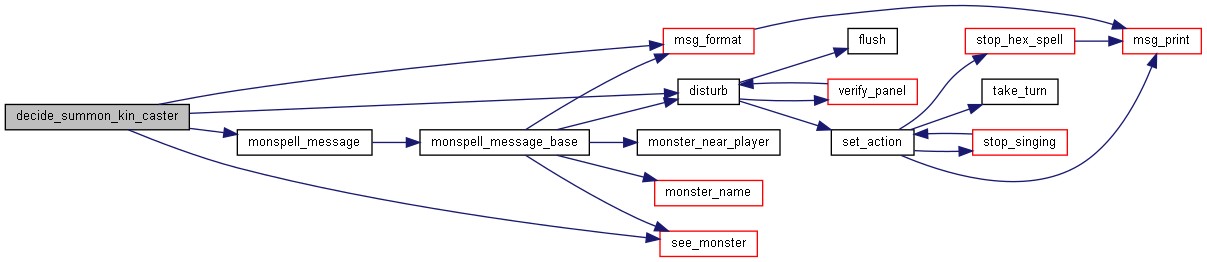 decide_summon_kin_caster
monspell_message
monspell_message_base
msg_format
disturb
monster_near_player
monster_name
see_monster
flush
verify_panel
set_action
stop_hex_spell
take_turn
stop_singing
msg_print